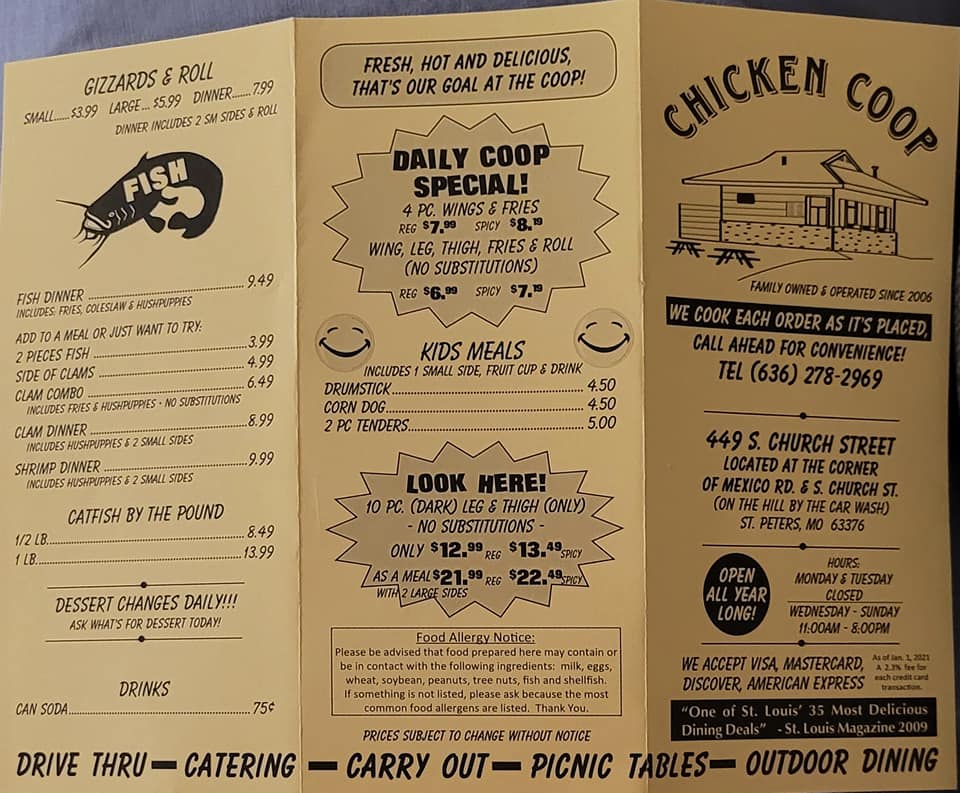 GIZZARDS & ROLL
SMALL.....$3.99 LARGE... $5.99 DINNER.....7.99
DINNER INCLUDES 2 SM SIDES & ROLL
FISH
FISH DINNER ........ 9.49
INCLUDES: FRIES, COLESLAW & HUSHPUPPIES
ADD TO A MEAL OR JUST WANT TO TRY:
2 PIECES FISH ........ 3.99
SIDE OF CLAMS ........ 4.99
CLAM COMBO ........ 6.49
INCLUDES FRIES & HUSHPUPPIES • NO SUBSTITUTIONS
CLAM DINNER ........ 8.99
INCLUDES HUSHPUPPIES & 2 SMALL SIDES
SHRIMP DINNER ........ 9.99
INCLUDES HUSHPUPPIES & 2 SMALL SIDES
CATFISH BY THE POUND
1/2 LB........ 8.49
1 LB........ 13.99
DESSERT CHANGES DAILY!!!
ASK WHAT'S FOR DESSERT TODAY!
DRINKS
CAN SODA........ 75¢
FRESH, HOT AND DELICIOUS,
THAT'S OUR GOAL AT THE COOP!
DAILY COOP
SPECIAL!
4 PC. WINGS & FRIES
REG $7.99 SPICY $8.19
WING, LEG, THIGH, FRIES & ROLL
(NO SUBSTITUTIONS)
REG $6.99 SPICY $7.19
KIDS MEALS
INCLUDES 1 SMALL SIDE, FRUIT CUP & DRINK
DRUMSTICK........ 4.50
CORN DOG........ 4.50
2 PC TENDERS........ 5.00
LOOK HERE!
10 PC. (DARK) LEG & THIGH (ONLY)
- NO SUBSTITUTIONS -
ONLY $12.99 REG $13.49 SPICY
AS A MEAL $21.99 REG $22.49 SPICY
WITH 2 LARGE SIDES
Food Allergy Notice:
Please be advised that food prepared here may contain or
be in contact with the following ingredients: milk, eggs,
wheat, soybean, peanuts, tree nuts, fish and shellfish.
If something is not listed, please ask because the most
common food allergens are listed. Thank You.
PRICES SUBJECT TO CHANGE WITHOUT NOTICE
CHICKEN COOP
FAMILY OWNED & OPERATED SINCE 2006
WE COOK EACH ORDER AS IT'S PLACED,
CALL AHEAD FOR CONVENIENCE!
TEL (636) 278-2969
449 S. CHURCH STREET
LOCATED AT THE CORNER
OF MEXICO RD. & S. CHURCH ST.
(ON THE HILL BY THE CAR WASH)
ST. PETERS, MO 63376
OPEN
ALL YEAR
LONG!
HOURS:
MONDAY & TUESDAY
CLOSED
WEDNESDAY - SUNDAY
11:00AM - 8:00PM
WE ACCEPT VISA, MASTERCARD,
DISCOVER, AMERICAN EXPRESS
As of Jan. 1, 2021
A 2.3% fee for
each credit card
transaction.
"One of St. Louis' 35 Most Delicious
Dining Deals" - St. Louis Magazine 2009
DRIVE THRU — CATERING — CARRY OUT — PICNIC TABLES — OUTDOOR DINING